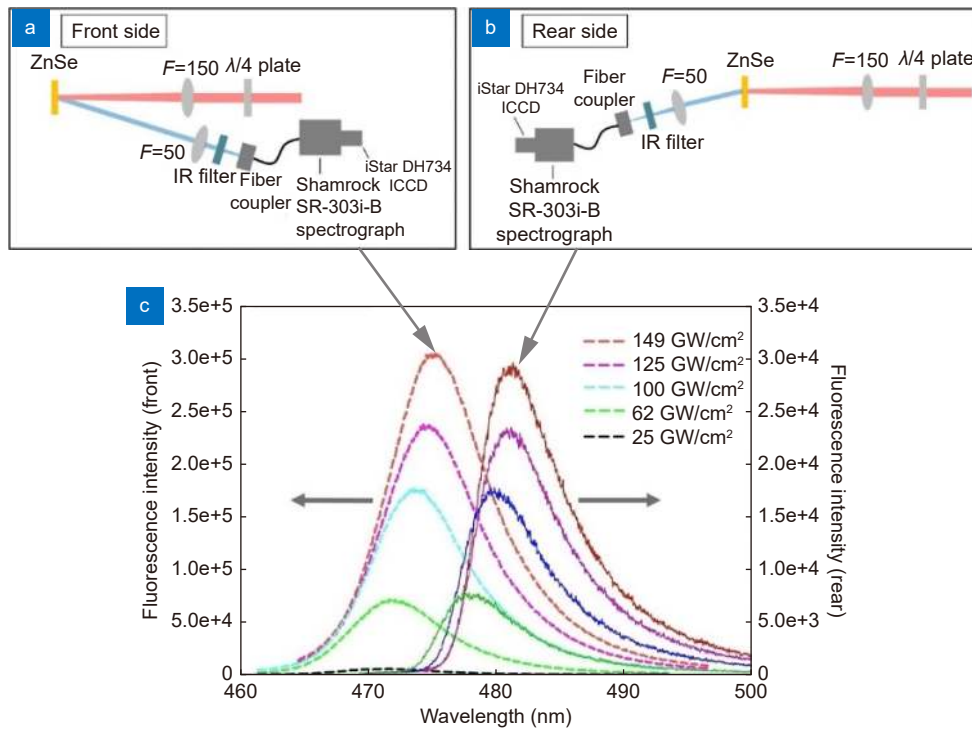 a
Front side
ZnSe
F=150 λ/4 plate
F=50
IR filter
Fiber
coupler
Shamrock
SR-303i-B
spectrograph
iStar DH734
ICCD
b
Rear side
iStar DH734
ICCD
Fiber
coupler
F=50
ZnSe
F=150 λ/4 plate
IR filter
Shamrock
SR-303i-B
spectrograph
c
Fluorescence intensity (front)
3.5e+5
3.0e+5
2.5e+5
2.0e+5
1.5e+5
1.0e+5
5.0e+4
0
149 GW/cm²
125 GW/cm²
100 GW/cm²
62 GW/cm²
25 GW/cm²
3.5e+4
3.0e+4
2.5e+4
2.0e+4
1.5e+4
1.0e+4
5.0e+3
0
Fluorescence intensity (rear)
460 470 480 490 500
Wavelength (nm)